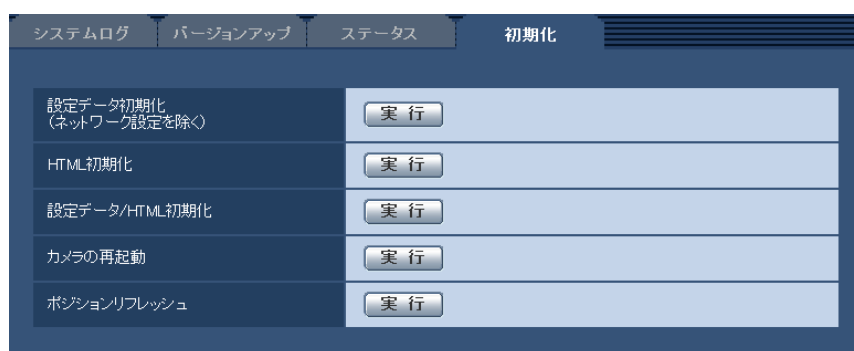 システムログ バージョンアップ ステータス 初期化
設定データ初期化
(ネットワーク設定を除く)
実 行
HTML初期化
実 行
設定データ/HTML初期化
実 行
カメラの再起動
実 行
ポジションリフレッシュ
実 行